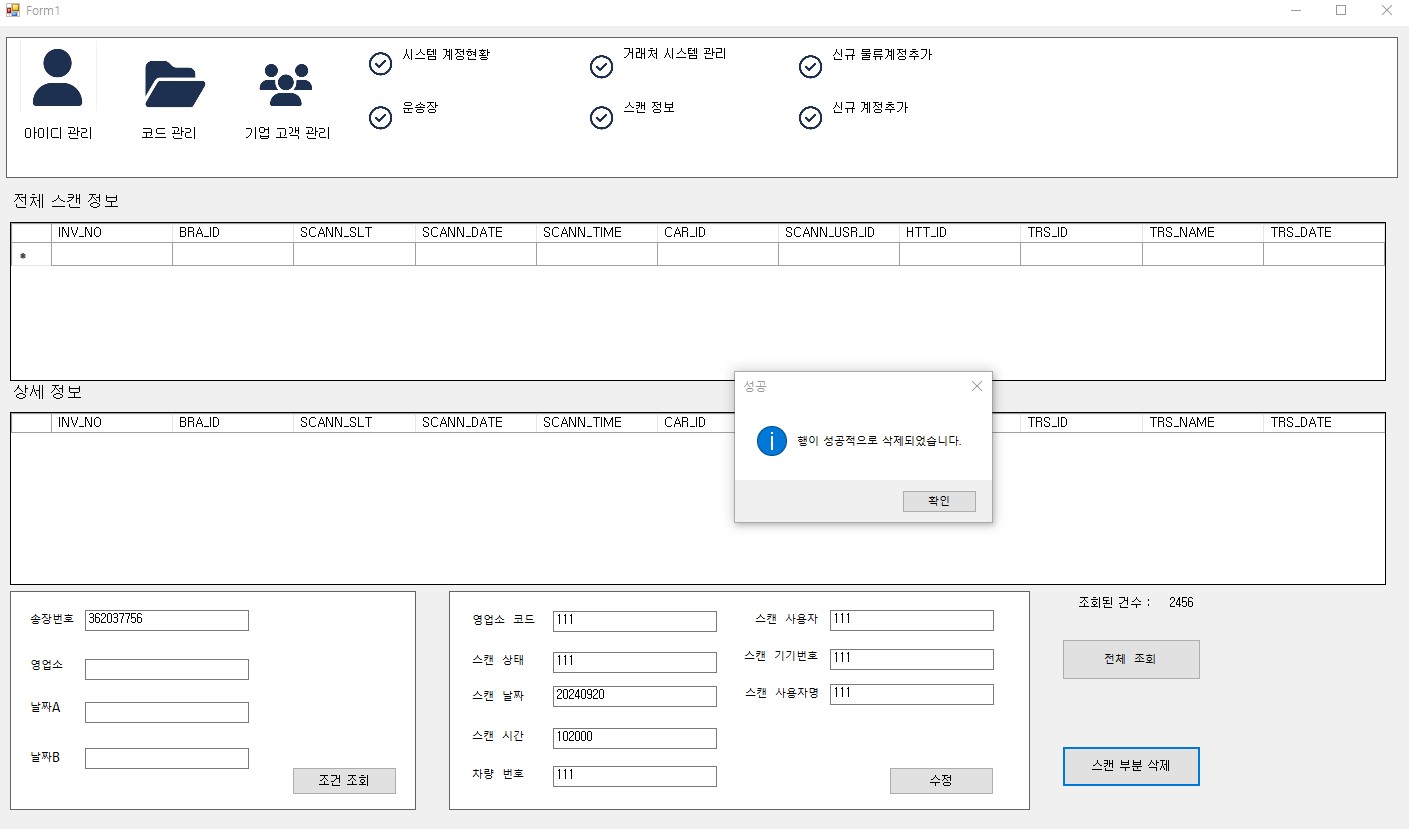 Form1
시스템 계정현황
거래처 시스템 관리
신규 물류계정추가
운송장
스캔 정보
신규 계정추가
아이디 관리
코드 관리
기업 고객 관리
전체 스캔 정보
INV_NO BRA_ID SCANN_SLT SCANN_DATE SCANN_TIME CAR_ID SCANN_USR_ID HTT_ID TRS_ID TRS_NAME TRS_DATE
상세 정보
INV_NO BRA_ID SCANN_SLT SCANN_DATE SCANN_TIME CAR_ID TRS_ID TRS_NAME TRS_DATE
성공
행이 성공적으로 삭제되었습니다.
확인
송장번호 362037756
영업소
날짜A
날짜B
조건 조회
영업소 코드 111
스캔 상태 111
스캔 날짜 20240920
스캔 시간 102000
차량 번호 111
스캔 사용자 111
스캔 기기번호 111
스캔 사용자명 111
수정
조회된 건수 : 2456
전체 조회
스캔 부분 삭제